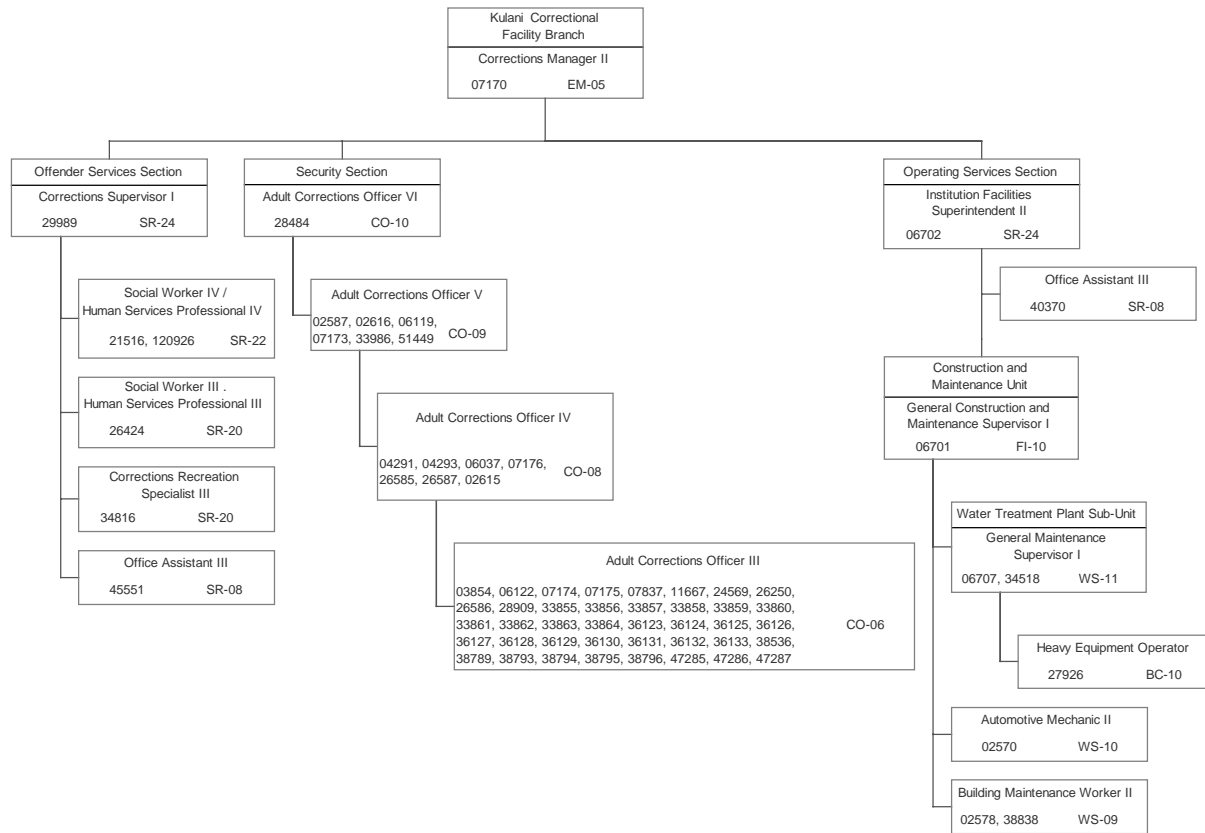 Kulani Correctional
Facility Branch
Corrections Manager II
07170 EM-05
Offender Services Section
Corrections Supervisor I
29989 SR-24
Social Worker IV /
Human Services Professional IV
21516, 120926 SR-22
Social Worker III .
Human Services Professional III
26424 SR-20
Corrections Recreation
Specialist III
34816 SR-20
Office Assistant III
45551 SR-08
Security Section
Adult Corrections Officer VI
28484 CO-10
Adult Corrections Officer V
02587, 02616, 06119,
07173, 33986, 51449 CO-09
Adult Corrections Officer IV
04291, 04293, 06037, 07176,
26585, 26587, 02615 CO-08
Adult Corrections Officer III
03854, 06122, 07174, 07175, 07837, 11667, 24569, 26250,
26586, 28909, 33855, 33856, 33857, 33858, 33859, 33860,
33861, 33862, 33863, 33864, 36123, 36124, 36125, 36126,
CO-06
36127, 36128, 36129, 36130, 36131, 36132, 36133, 38536,
38789, 38793, 38794, 38795, 38796, 47285, 47286, 47287
Operating Services Section
Institution Facilities
Superintendent II
06702 SR-24
Office Assistant III
40370 SR-08
Construction and
Maintenance Unit
General Construction and
Maintenance Supervisor I
06701 FI-10
Water Treatment Plant Sub-Unit
General Maintenance
Supervisor I
06707, 34518 WS-11
Heavy Equipment Operator
27926 BC-10
Automotive Mechanic II
02570 WS-10
Building Maintenance Worker II
02578, 38838 WS-09